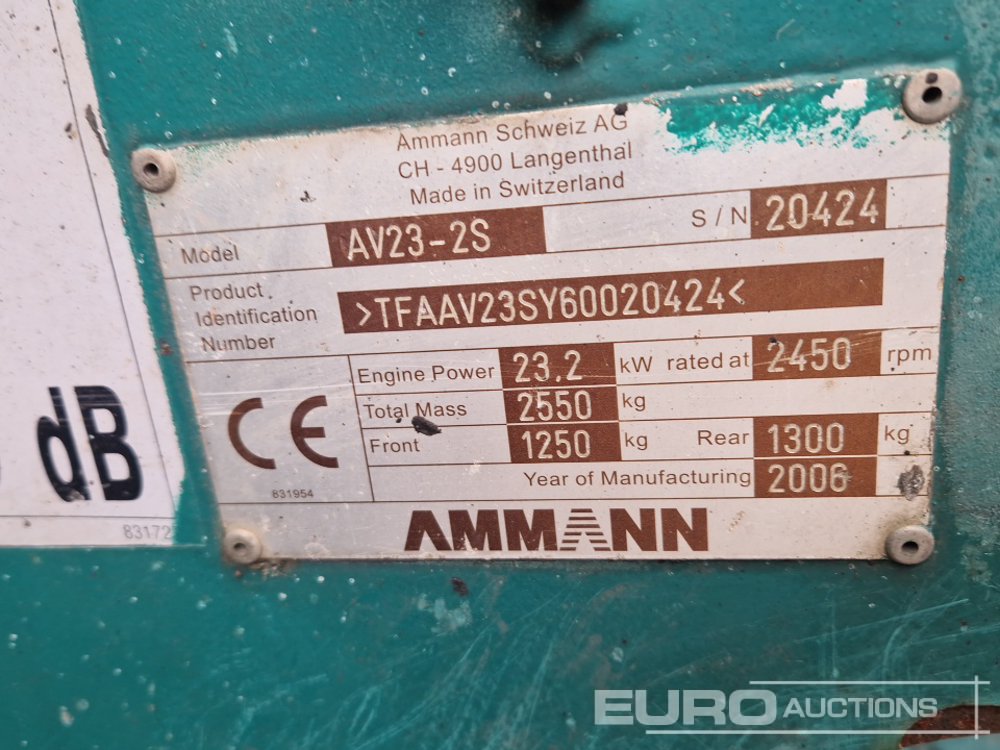 Ammann Schweiz AG
CH - 4900 Langenthal
Made in Switzerland
Model AV23-2S S / N 20424
Product
Identification
Number
>TFAAV23SY60020424<
Engine Power 23.2 kW rated at 2450 rpm
Total Mass 2550 kg
Front 1250 kg Rear 1300 kg
Year of Manufacturing 2006
CE
831954
AMMANN
dB
83172
EURO AUCTIONS